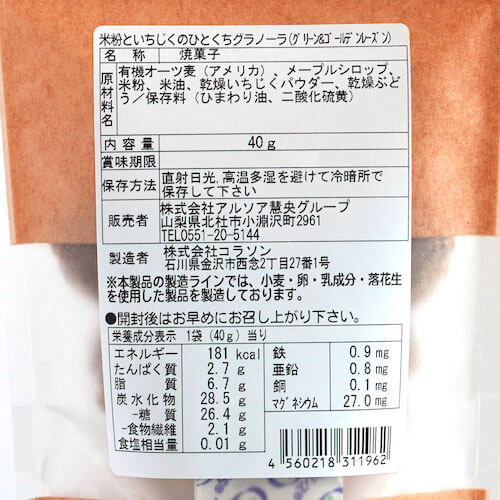 米粉といちじくのひとくちグラノーラ(グリーン&ゴールデンレーズン)
名 称 焼菓子
原材料名 有機オーツ麦（アメリカ）、メープルシロップ、
米粉、米油、乾燥いちじくパウダー、乾燥ぶど
う／保存料（ひまわり油、二酸化硫黄）
内 容 量 40g
賞味期限
保存方法 直射日光,高温多湿を避けて冷暗所で
保存して下さい
販売者 株式会社アルソア慧央グループ
山梨県北杜市小淵沢町2961
TEL0551-20-5144
製造者 株式会社コラソン
石川県金沢市西念2丁目27番1号
※本製品の製造ラインでは、小麦・卵・乳成分・落花生
を使用した製品を製造しております。
●開封後はお早めにお召し上がり下さい。
栄養成分表示 1袋（40g）当り
エネルギー 181 kcal 鉄 0.9 mg
たんぱく質 2.7 g 亜鉛 0.8 mg
脂 質 6.7 g 銅 0.1 mg
炭水化物 28.5 g マグネシウム 27.0 mg
-糖 質 26.4 g
-食物繊維 2.1 g
食塩相当量 0.01 g
4 560218 311962